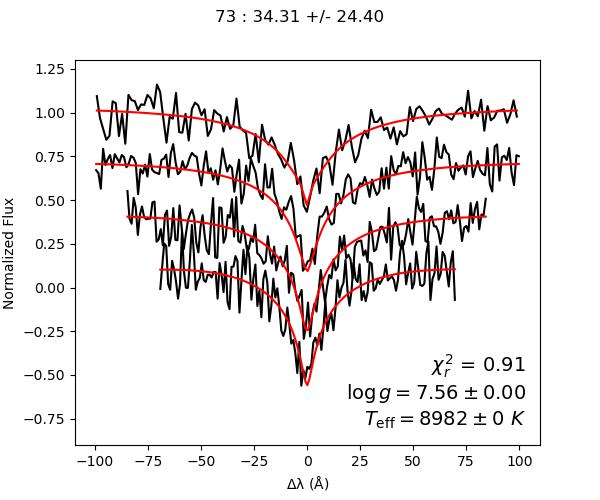 73 : 34.31 +/- 24.40
1.25
1.00
0.75
0.50
0.25
0.00
−0.25
−0.50
−0.75
Normalized Flux
χ²ᵣ = 0.91
log g = 7.56 ± 0.00
T_eff = 8982 ± 0 K
−100 −75 −50 −25 0 25 50 75 100
Δλ (Å)